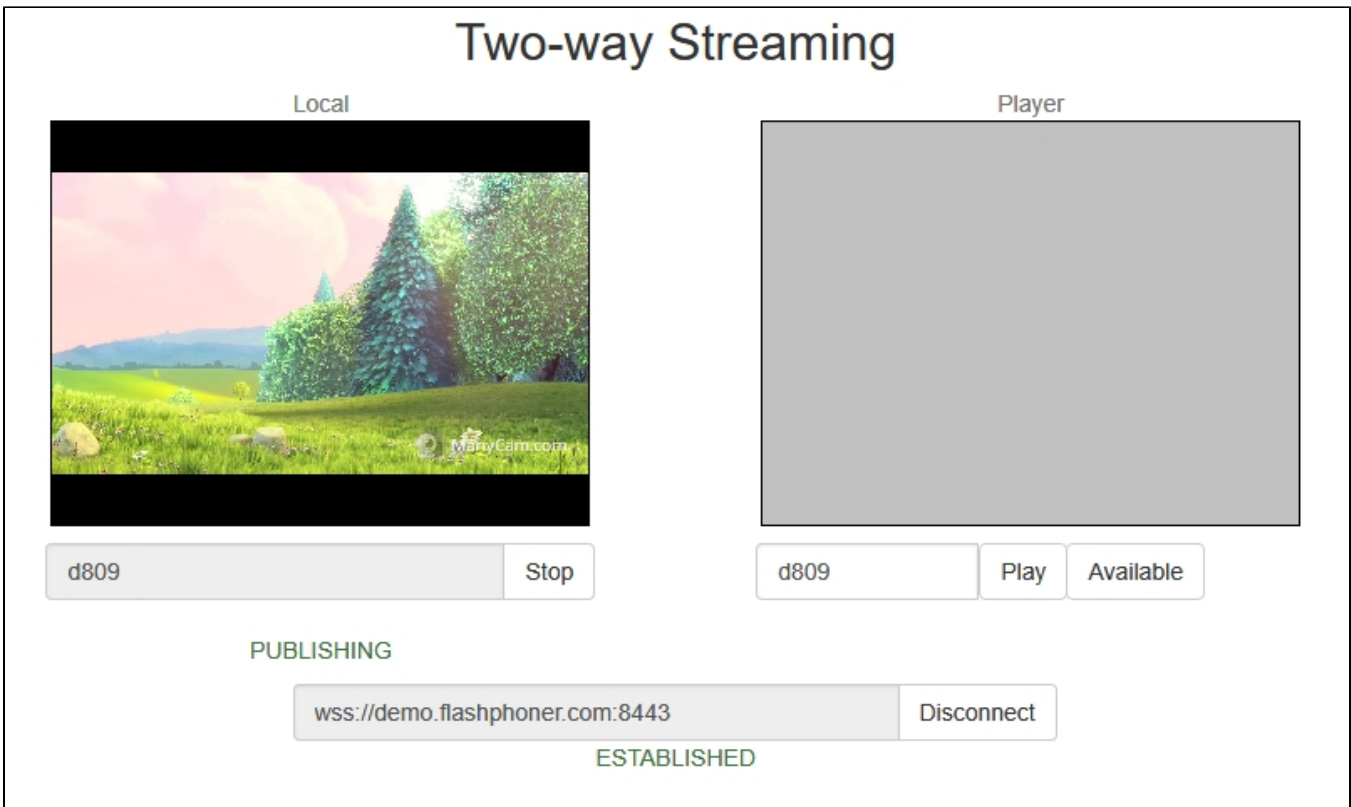 Two-way Streaming
Local
Player
ManyCam.com
d809 Stop
d809 Play Available
PUBLISHING
wss://demo.flashphoner.com:8443 Disconnect
ESTABLISHED